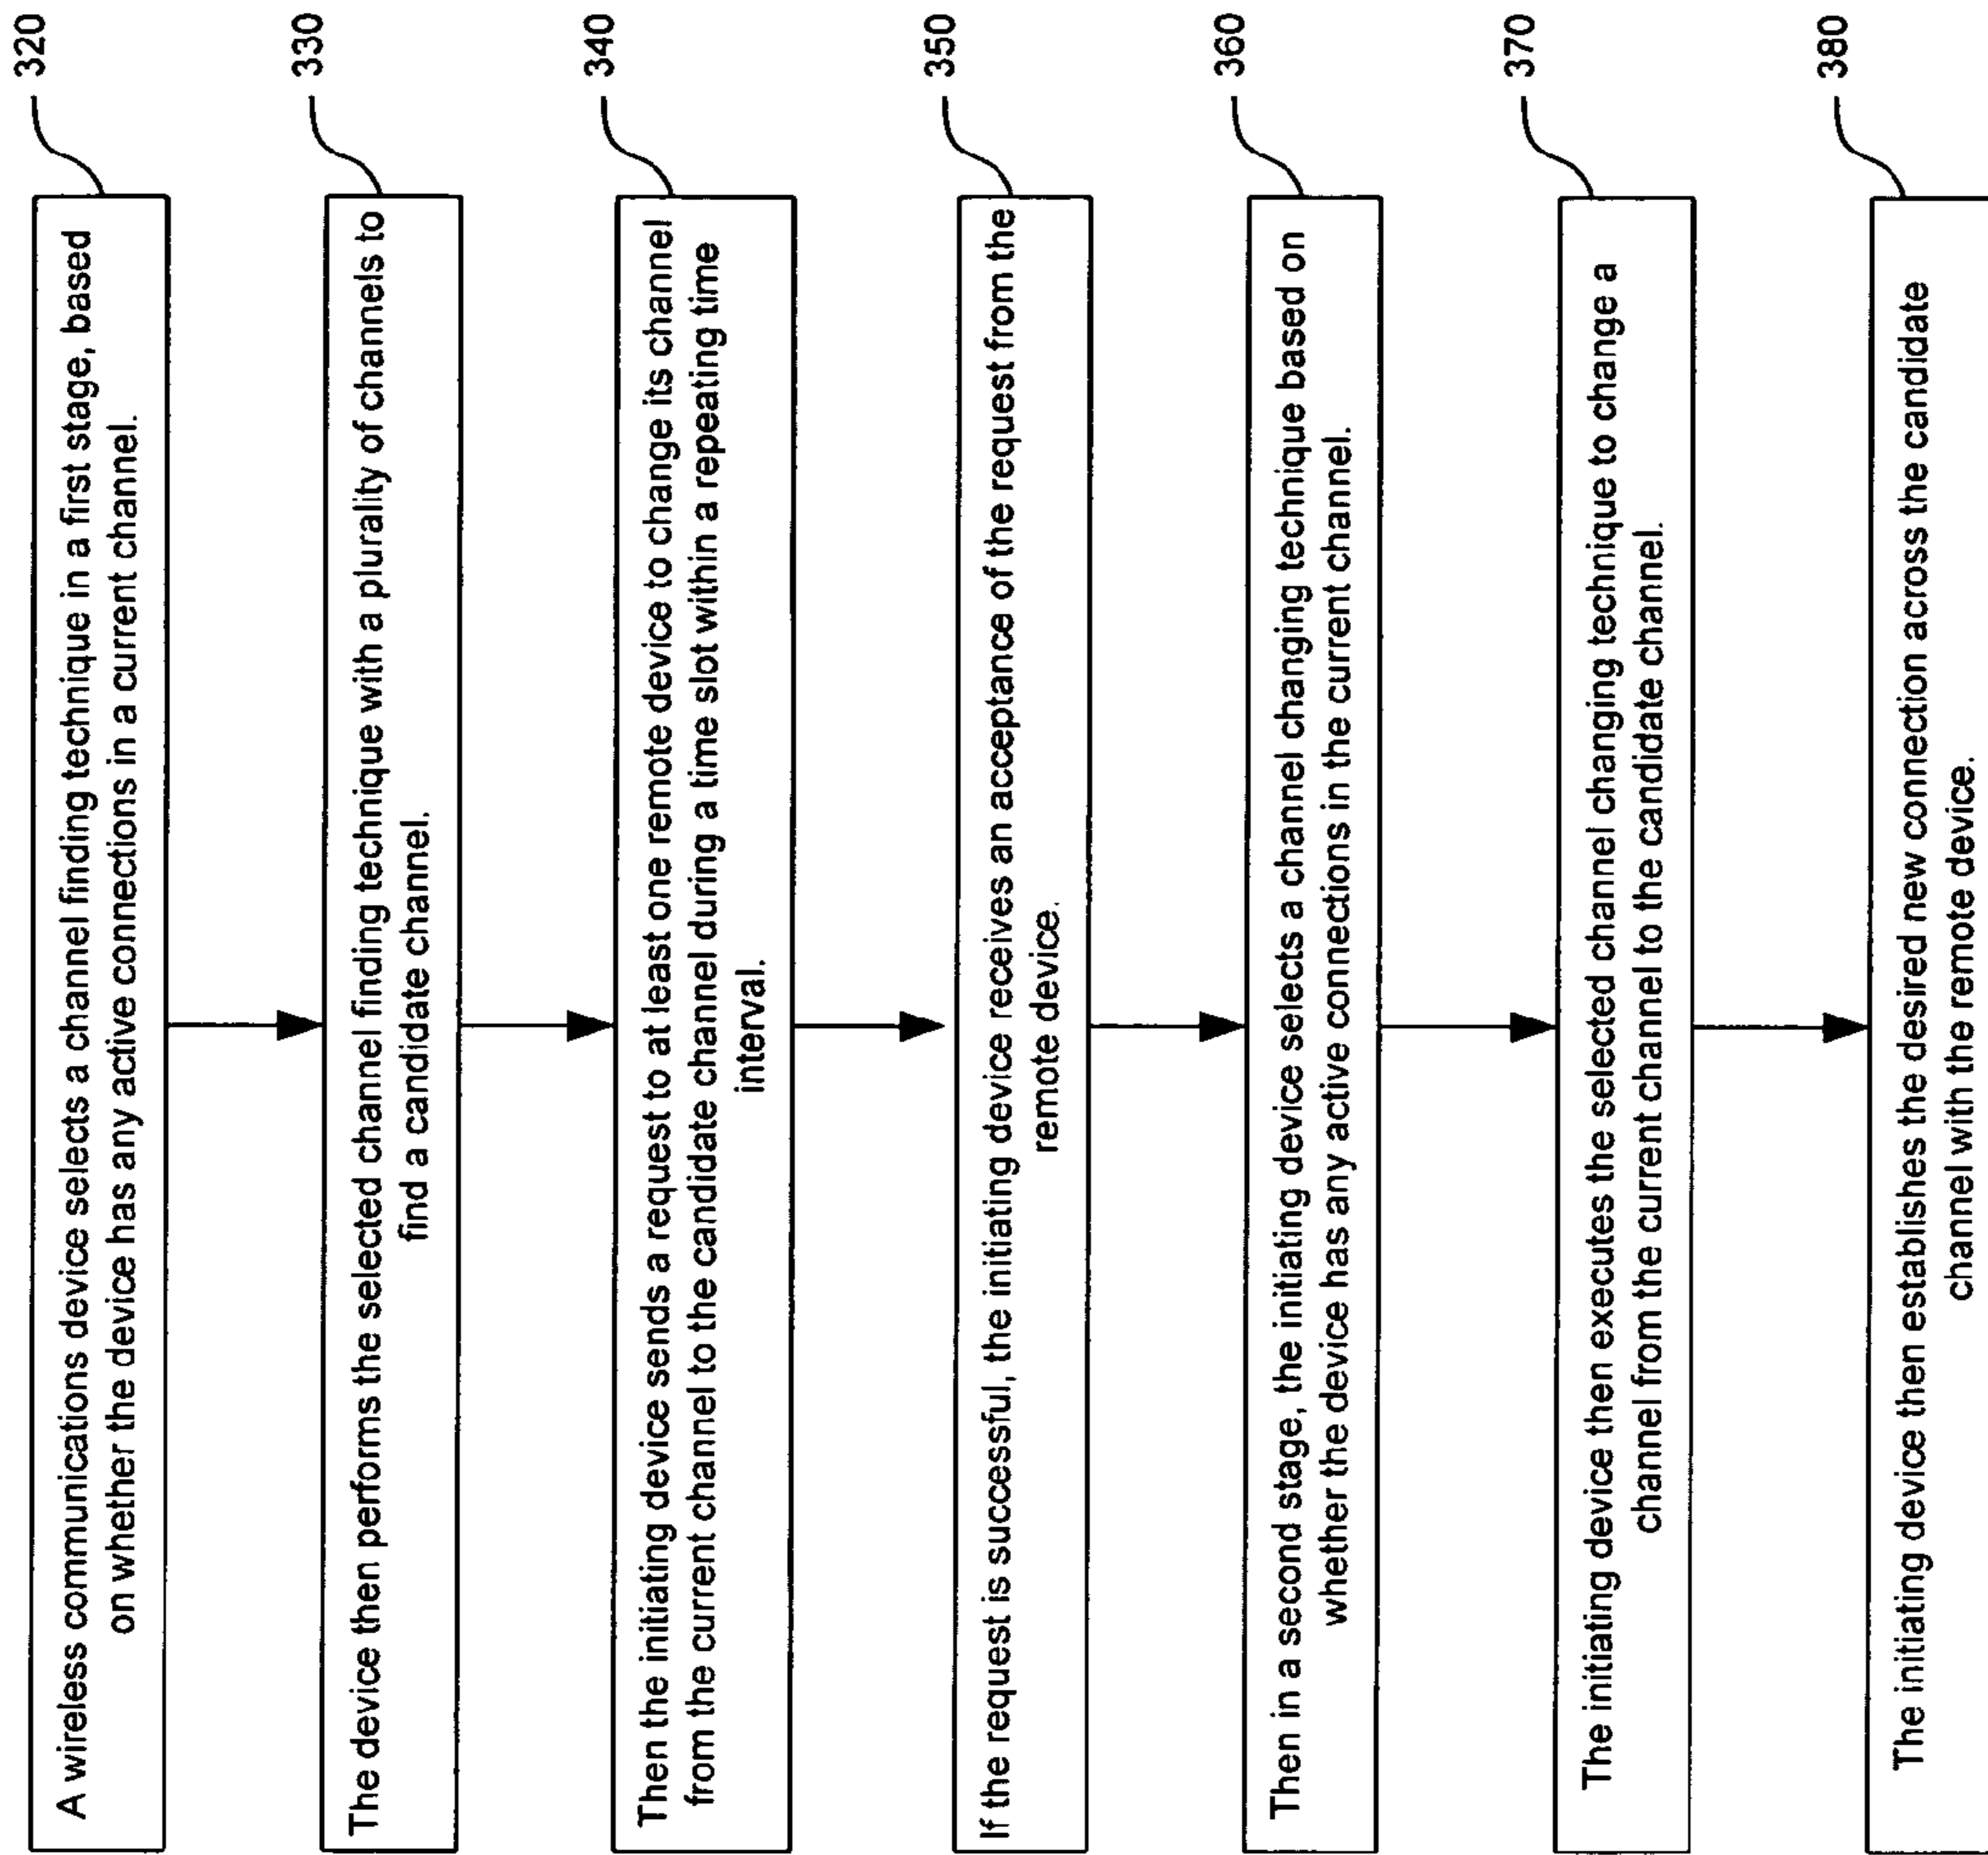 A wireless communications device selects a channel finding technique in a first stage, based
on whether the device has any active connections in a current channel.
320
The device then performs the selected channel finding technique with a plurality of channels to
find a candidate channel.
330
Then the initiating device sends a request to at least one remote device to change its channel
from the current channel to the candidate channel during a time slot within a repeating time
interval.
340
If the request is successful, the initiating device receives an acceptance of the request from the
remote device.
350
Then in a second stage, the initiating device selects a channel changing technique based on
whether the device has any active connections in the current channel.
360
The initiating device then executes the selected channel changing technique to change a
channel from the current channel to the candidate channel.
370
The initiating device then establishes the desired new connection across the candidate
channel with the remote device.
380